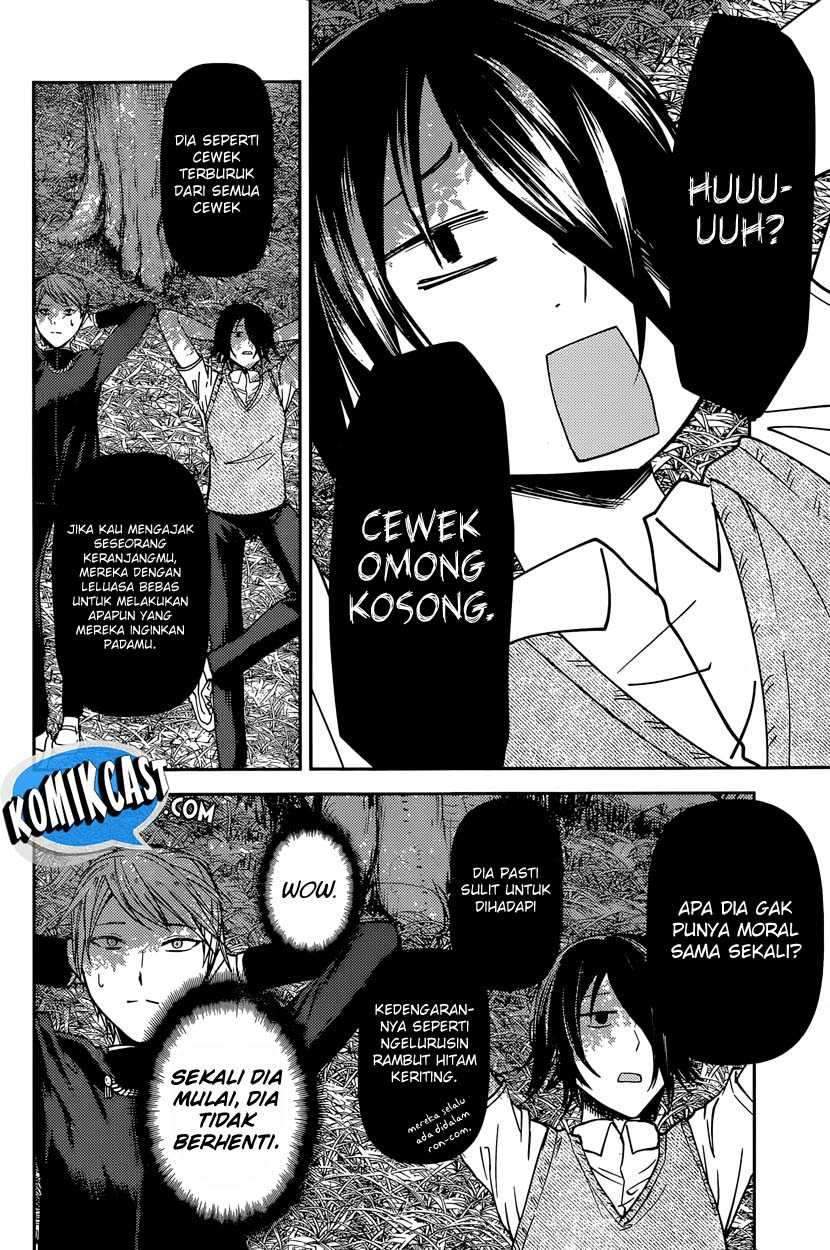 HUUU-
UUH?
CEWEK
OMONG
KOSONG.
DIA SEPERTI
CEWEK
TERBURUK
DARI SEMUA
CEWEK
JIKA KAU MENGAJAK
SESEORANG
KERANJANGMU,
MEREKA DENGAN
LELUASA BEBAS
UNTUK MELAKUKAN
APAPUN YANG
MEREKA INGINKAN
PADAMU.
KOMIKCAST
.COM
APA DIA GAK
PUNYA MORAL
SAMA SEKALI?
DIA PASTI
SULIT UNTUK
DIHADAPI
KEDENGARAN-
NYA SEPERTI
NGELURUSIN
RAMBUT HITAM
KERITING.
mereka selalu
ada didalam
rom-com.
WOW.
SEKALI DIA
MULAI, DIA
TIDAK
BERHENTI.